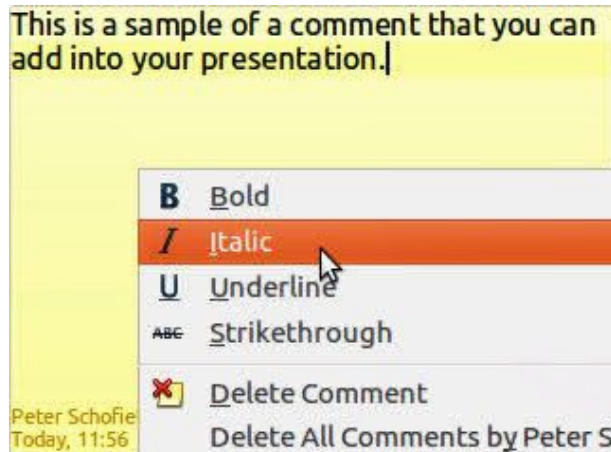 This is a sample of a comment that you can
add into your presentation.
B Bold
I Italic
U Underline
ABC Strikethrough
Delete Comment
Peter Schofie
Today, 11:56
Delete All Comments by Peter S